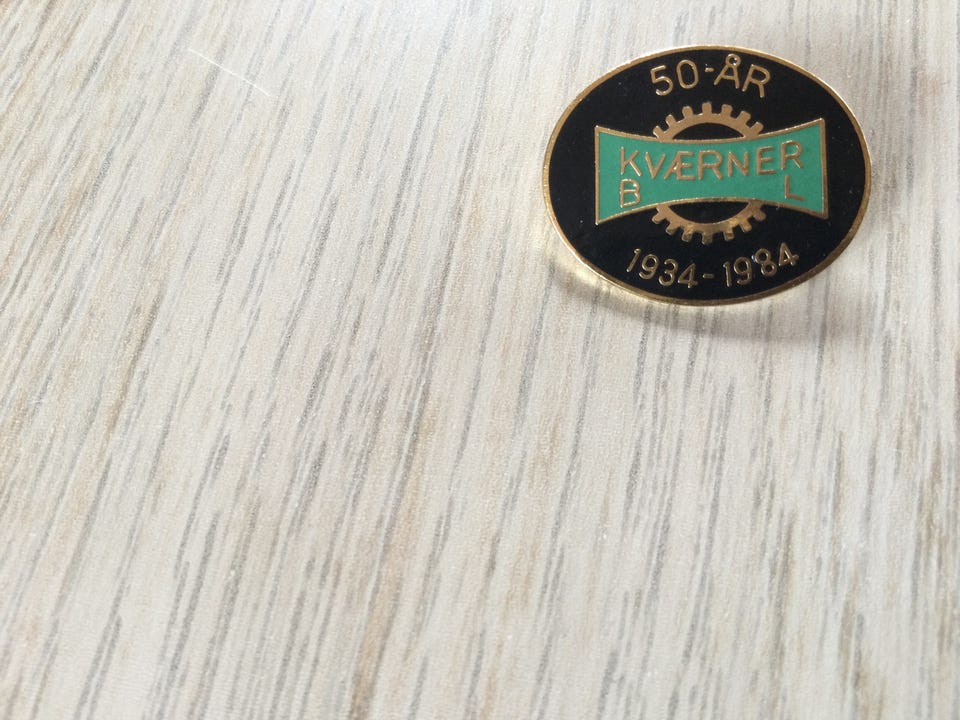 50-ÅR
KVÆRNER
B L
1934-1984